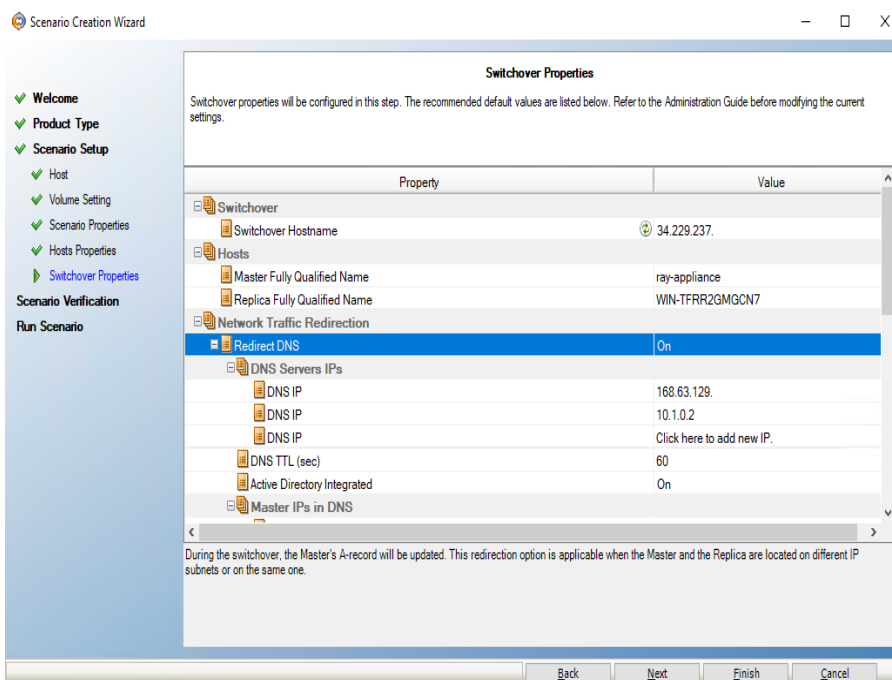 Scenario Creation Wizard
Welcome
Product Type
Scenario Setup
Host
Volume Setting
Scenario Properties
Hosts Properties
Switchover Properties
Scenario Verification
Run Scenario
Switchover Properties
Switchover properties will be configured in this step. The recommended default values are listed below. Refer to the Administration Guide before modifying the current
settings.
Property Value
Switchover
Switchover Hostname 34.229.237.
Hosts
Master Fully Qualified Name ray-appliance
Replica Fully Qualified Name WIN-TFRR2GMGCN7
Network Traffic Redirection
Redirect DNS On
DNS Servers IPs
DNS IP 168.63.129.
DNS IP 10.1.0.2
DNS IP Click here to add new IP.
DNS TTL (sec) 60
Active Directory Integrated On
Master IPs in DNS
During the switchover, the Master's A-record will be updated. This redirection option is applicable when the Master and the Replica are located on different IP
subnets or on the same one.
Back Next Finish Cancel